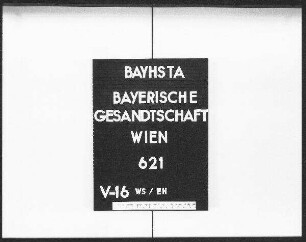 BAYHSTA
BAYERISCHE
GESANDTSCHAFT
WIEN
621
V-16 WS / EH